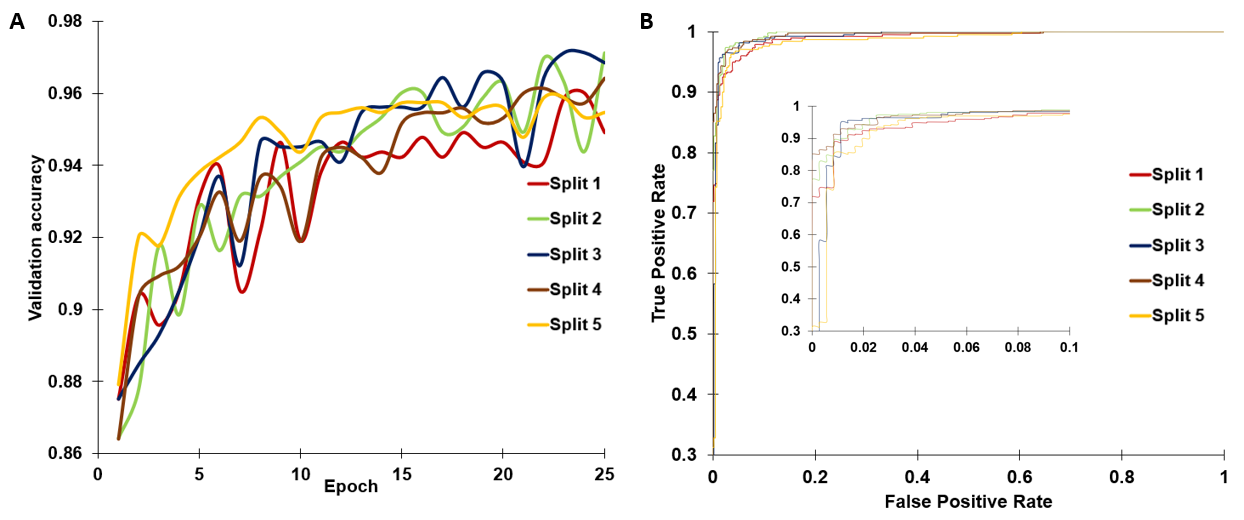 A
0.98
0.96
0.94
0.92
0.9
0.88
0.86
0
5
10
15
20
25
Validation accuracy
Epoch
Split 1
Split 2
Split 3
Split 4
Split 5
B
1
0.9
0.8
0.7
0.6
0.5
0.4
0.3
0
0.2
0.4
0.6
0.8
1
True Positive Rate
False Positive Rate
1
0.9
0.8
0.7
0.6
0.5
0.4
0.3
0
0.02
0.04
0.06
0.08
0.1
Split 1
Split 2
Split 3
Split 4
Split 5